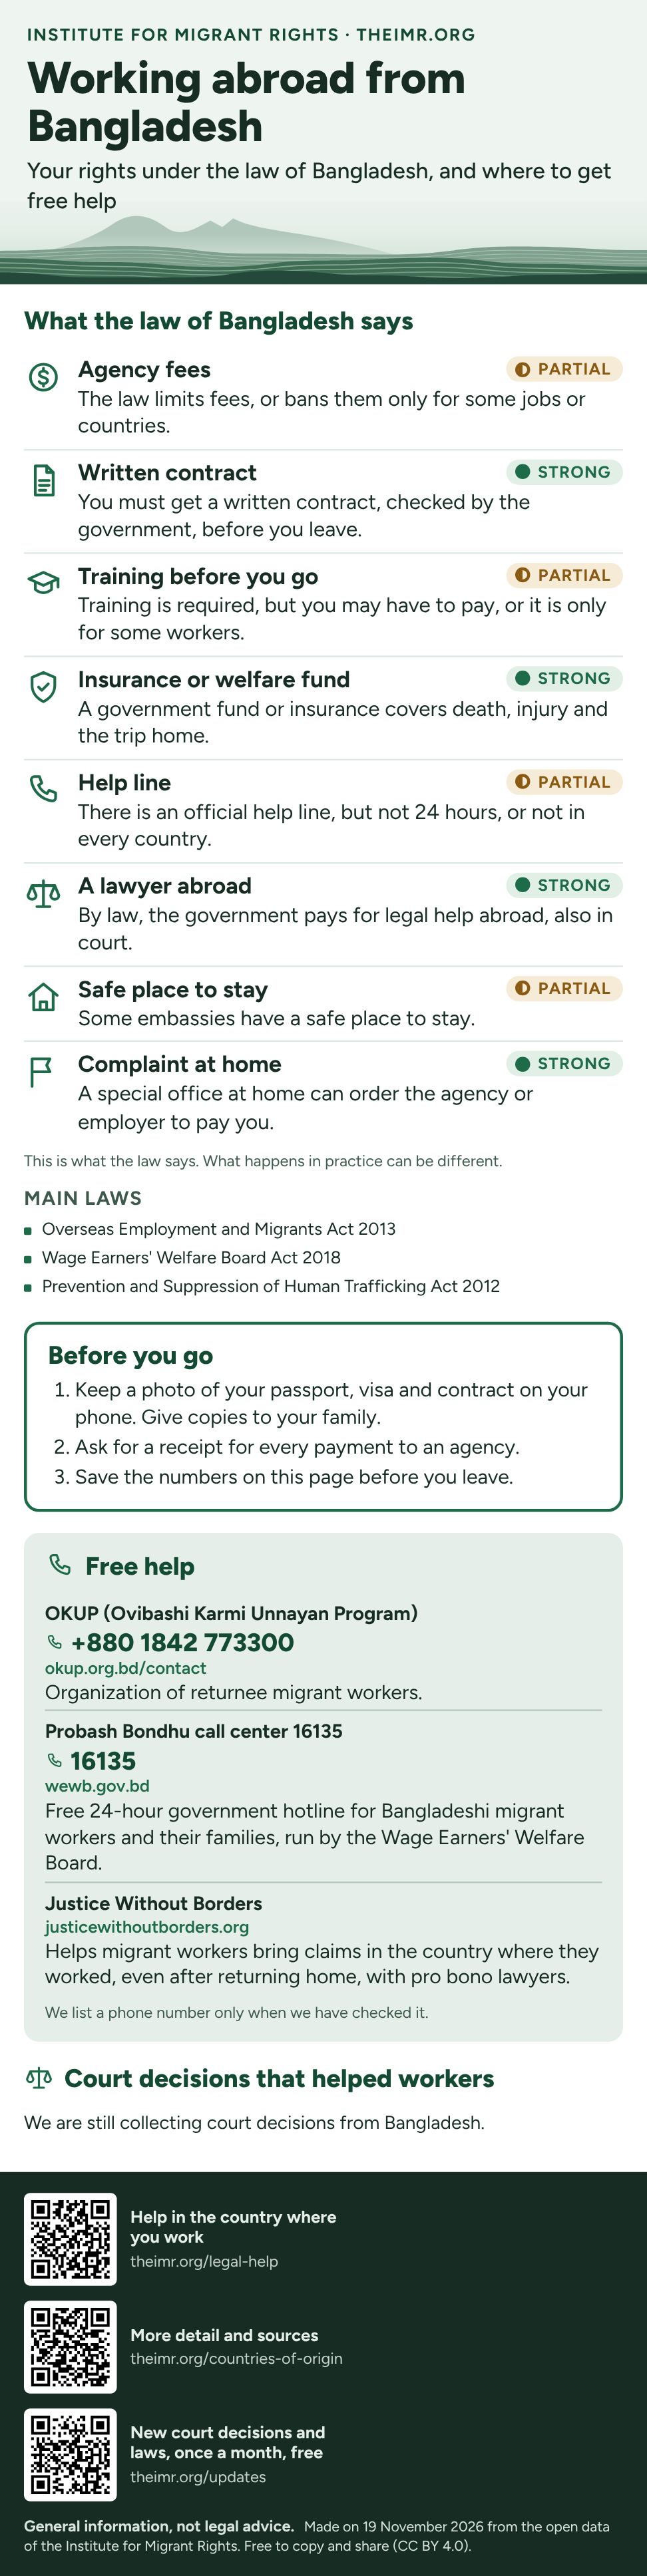 INSTITUTE FOR MIGRANT RIGHTS · THEIMR.ORG
Working abroad from
Bangladesh
Your rights under the law of Bangladesh, and where to get
free help
What the law of Bangladesh says
Agency fees
PARTIAL
The law limits fees, or bans them only for some jobs or
countries.
Written contract
STRONG
You must get a written contract, checked by the
government, before you leave.
Training before you go
PARTIAL
Training is required, but you may have to pay, or it is only
for some workers.
Insurance or welfare fund
STRONG
A government fund or insurance covers death, injury and
the trip home.
Help line
PARTIAL
There is an official help line, but not 24 hours, or not in
every country.
A lawyer abroad
STRONG
By law, the government pays for legal help abroad, also in
court.
Safe place to stay
PARTIAL
Some embassies have a safe place to stay.
Complaint at home
STRONG
A special office at home can order the agency or
employer to pay you.
This is what the law says. What happens in practice can be different.
MAIN LAWS
Overseas Employment and Migrants Act 2013
Wage Earners' Welfare Board Act 2018
Prevention and Suppression of Human Trafficking Act 2012
Before you go
1. Keep a photo of your passport, visa and contract on your
phone. Give copies to your family.
2. Ask for a receipt for every payment to an agency.
3. Save the numbers on this page before you leave.
Free help
OKUP (Ovibashi Karmi Unnayan Program)
+880 1842 773300
okup.org.bd/contact
Organization of returnee migrant workers.
Probash Bondhu call center 16135
16135
wewb.gov.bd
Free 24-hour government hotline for Bangladeshi migrant
workers and their families, run by the Wage Earners' Welfare
Board.
Justice Without Borders
justicewithoutborders.org
Helps migrant workers bring claims in the country where they
worked, even after returning home, with pro bono lawyers.
We list a phone number only when we have checked it.
Court decisions that helped workers
We are still collecting court decisions from Bangladesh.
Help in the country where
you work
theimr.org/legal-help
More detail and sources
theimr.org/countries-of-origin
New court decisions and
laws, once a month, free
theimr.org/updates
General information, not legal advice. Made on 19 November 2026 from the open data
of the Institute for Migrant Rights. Free to copy and share (CC BY 4.0).